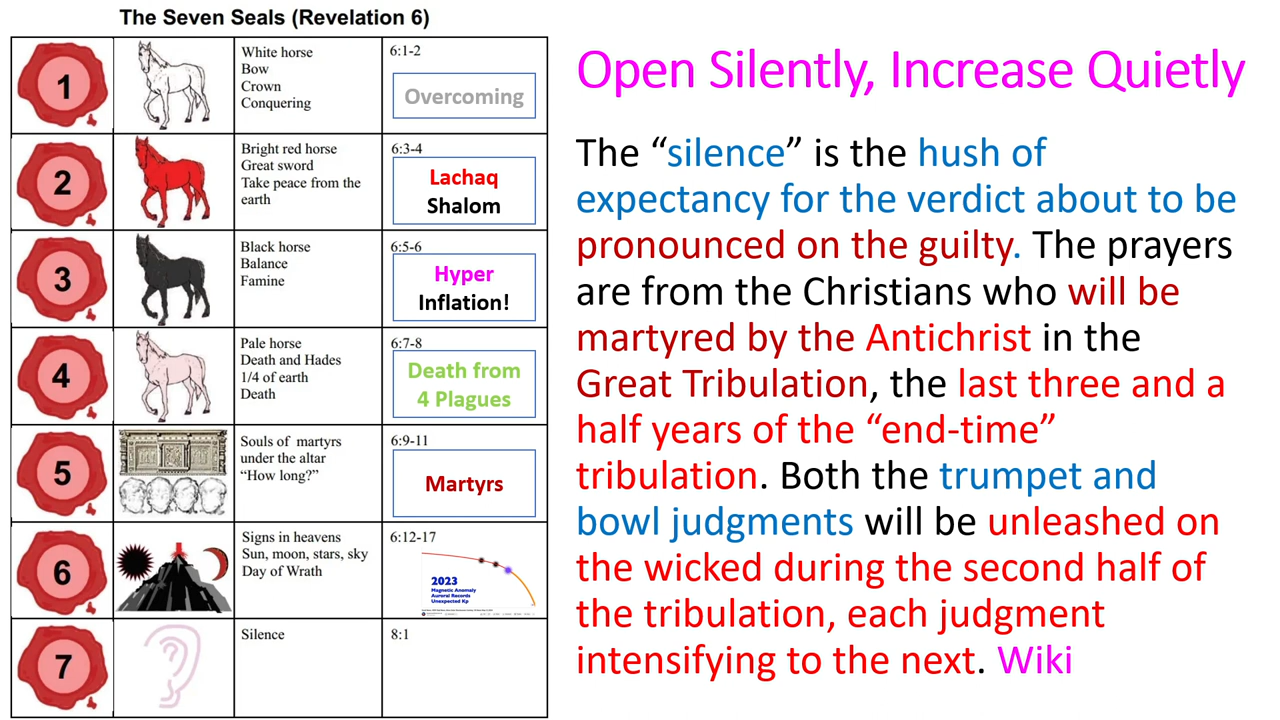 The Seven Seals (Revelation 6)
1
White horse
Bow
Crown
Conquering
6:1-2
Overcoming
2
Bright red horse
Great sword
Take peace from the
earth
6:3-4
Lachaq
Shalom
3
Black horse
Balance
Famine
6:5-6
Hyper
Inflation!
4
Pale horse
Death and Hades
1/4 of earth
Death
6:7-8
Death from
4 Plagues
5
Souls of martyrs
under the altar
“How long?”
6:9-11
Martyrs
6
Signs in heavens
Sun, moon, stars, sky
Day of Wrath
6:12-17
2023
Magnetic Anomaly
Auroral Records
Unexpected Kp
7
Silence
8:1
Open Silently, Increase Quietly
The “silence” is the hush of
expectancy for the verdict about to be
pronounced on the guilty. The prayers
are from the Christians who will be
martyred by the Antichrist in the
Great Tribulation, the last three and a
half years of the “end-time”
tribulation. Both the trumpet and
bowl judgments will be unleashed on
the wicked during the second half of
the tribulation, each judgment
intensifying to the next. Wiki